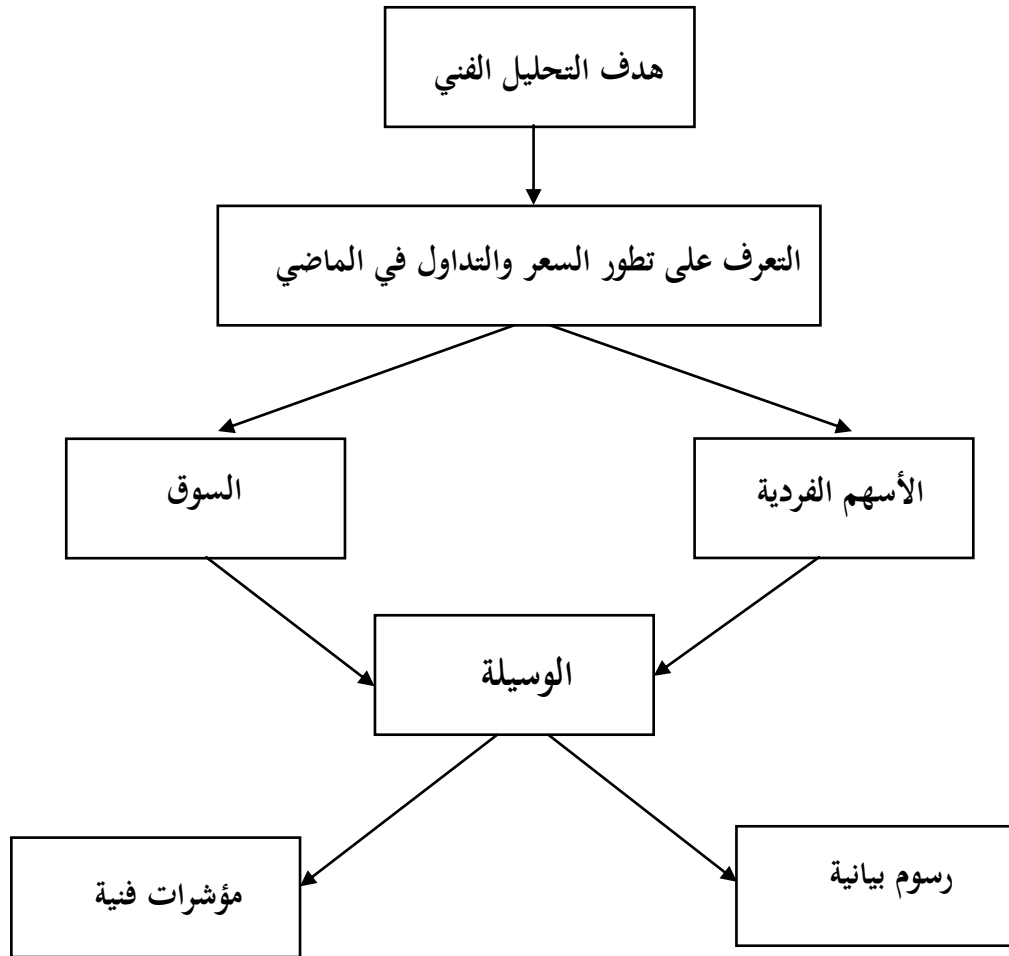 هدف التحليل الفني
التعرف على تطور السعر والتداول في الماضي
الأسهم الفردية
السوق
الوسيلة
رسوم بيانية
مؤشرات فنية